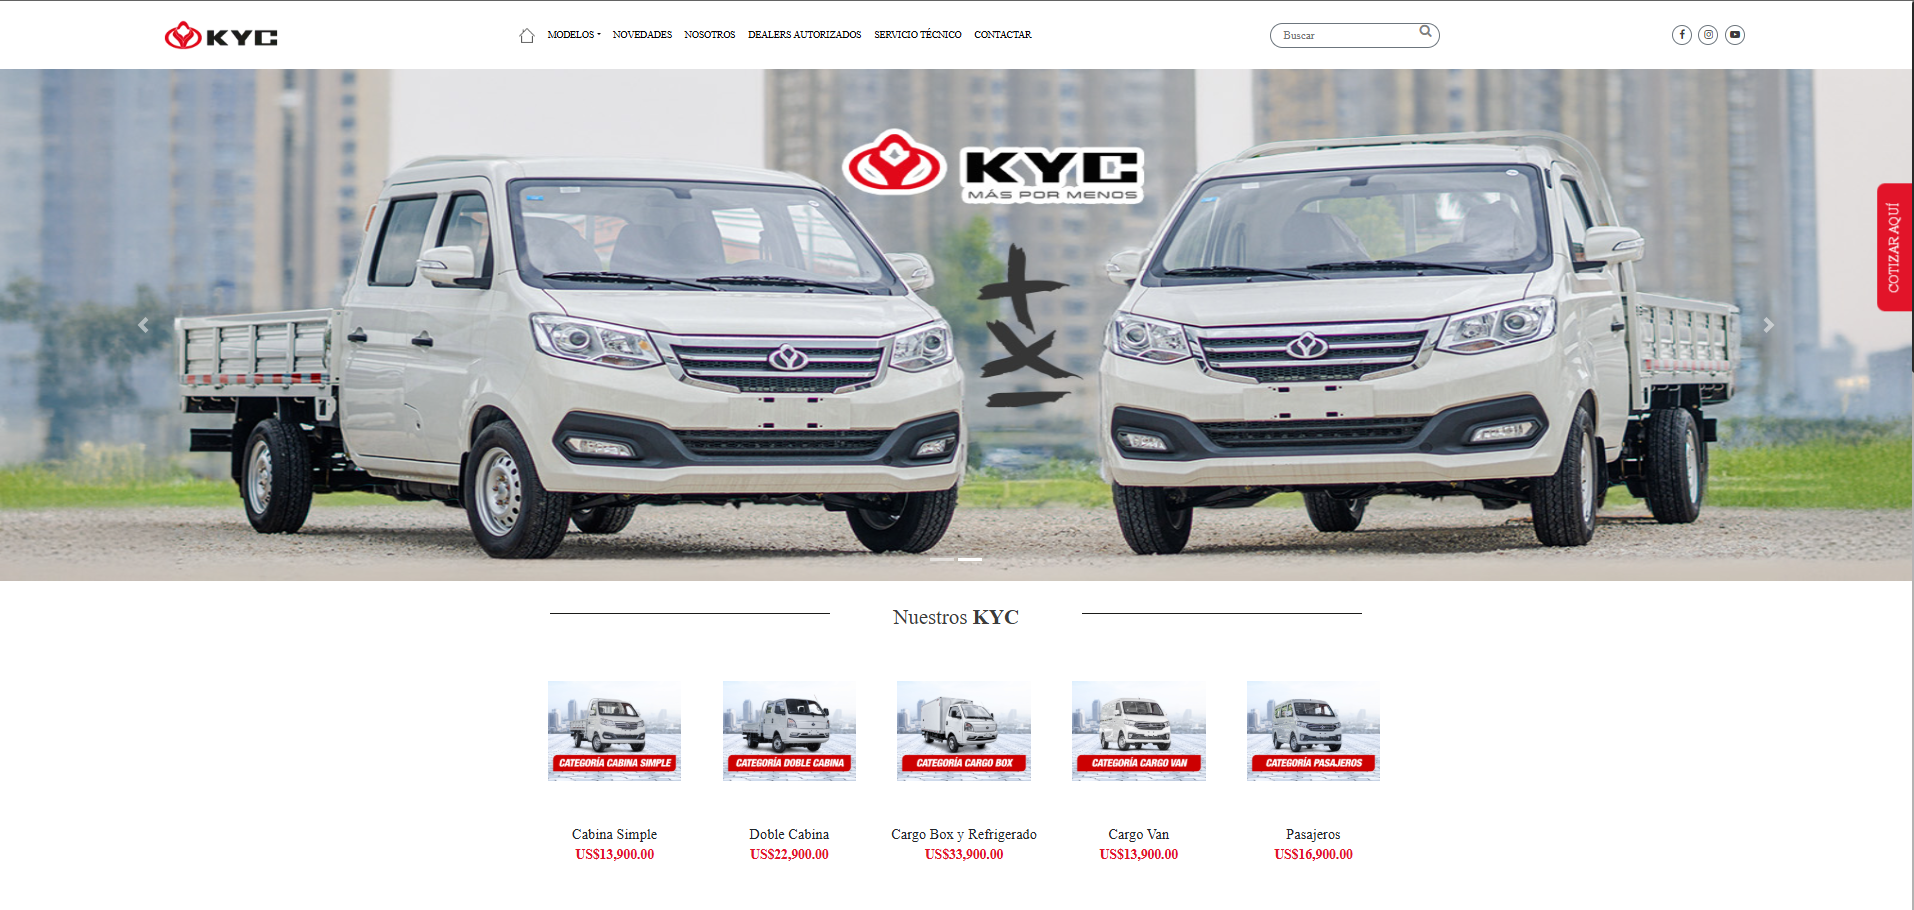 KYC
MODELOS
NOVEDADES
NOSOTROS
DEALERS AUTORIZADOS
SERVICIO TÉCNICO
CONTACTAR
Buscar
KYC
MÁS POR MENOS
+ X —
COTIZAR AQUÍ
Nuestros KYC
CATEGORÍA CABINA SIMPLE
CATEGORÍA DOBLE CABINA
CATEGORÍA CARGO BOX
CATEGORÍA CARGO VAN
CATEGORÍA PASAJEROS
Cabina Simple
US$13,900.00
Doble Cabina
US$22,900.00
Cargo Box y Refrigerado
US$33,900.00
Cargo Van
US$13,900.00
Pasajeros
US$16,900.00